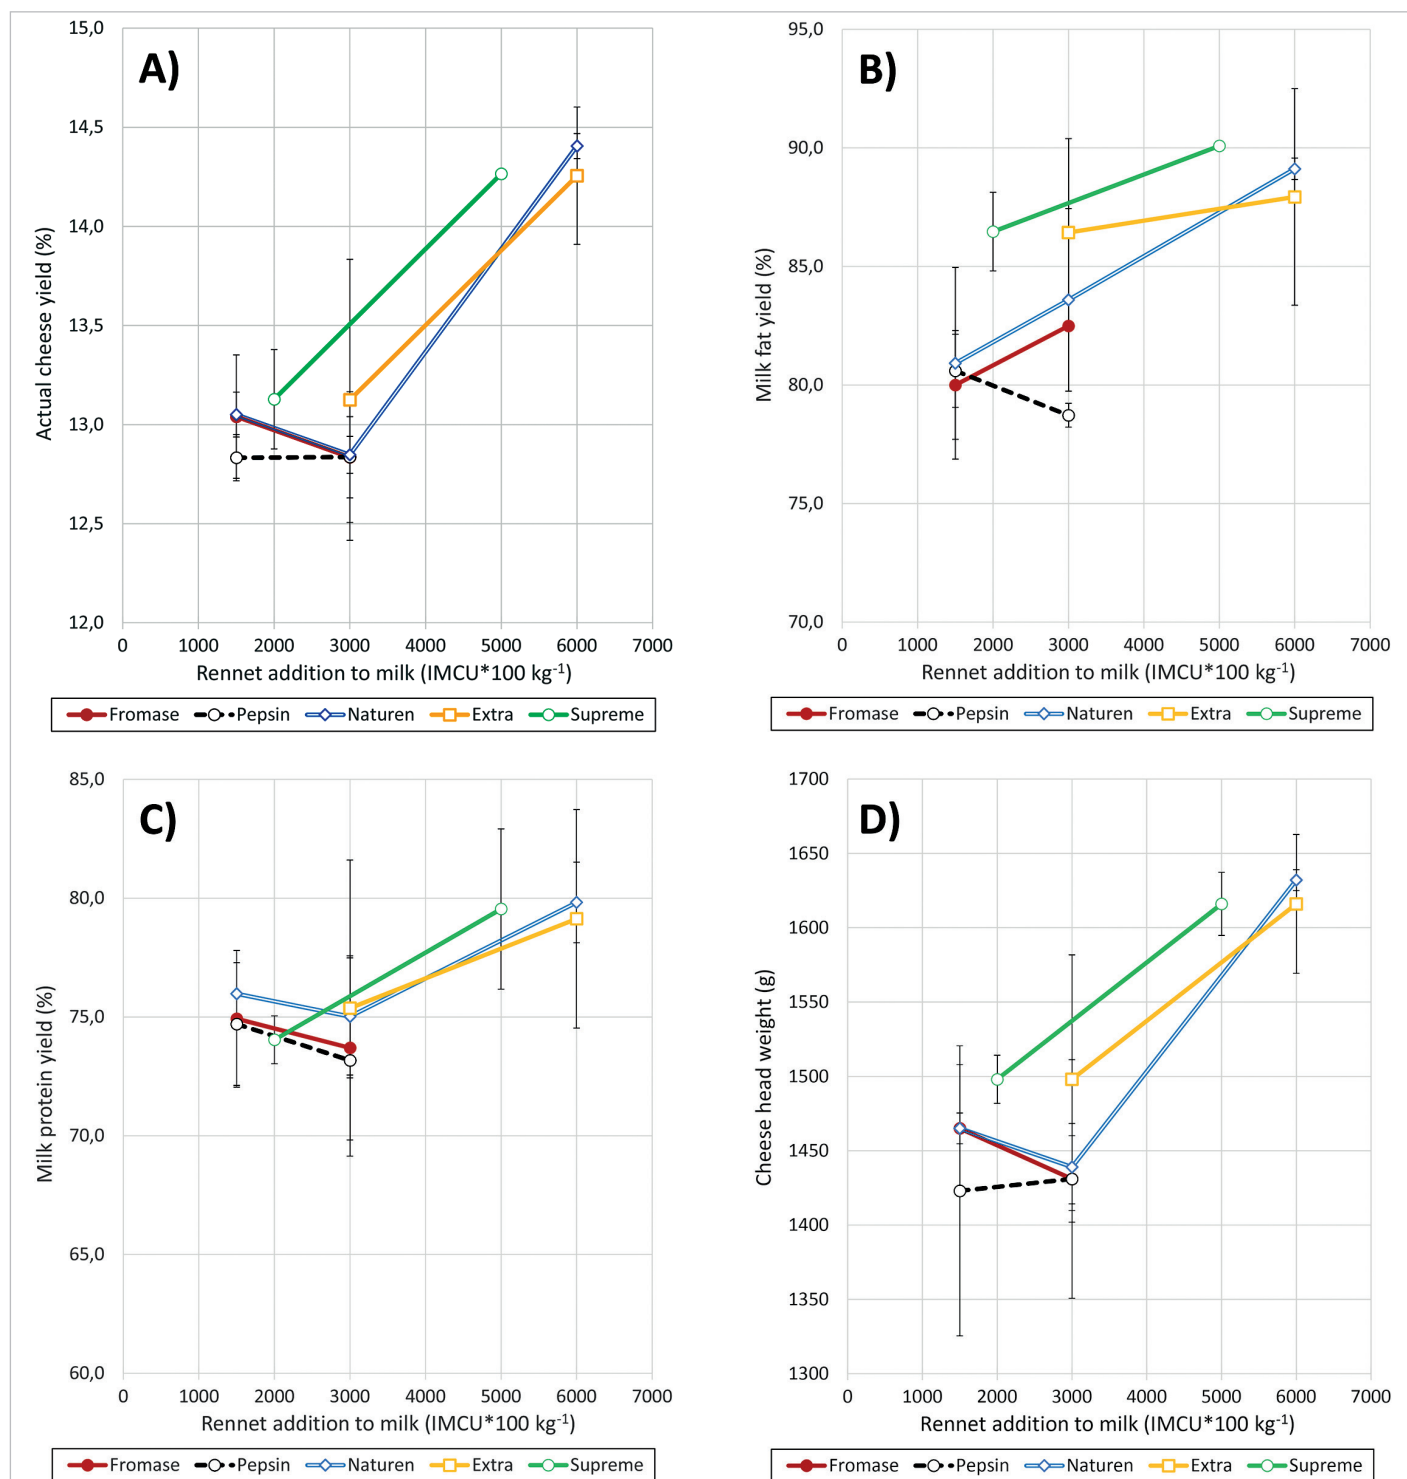 A)
15,0
14,5
14,0
13,5
13,0
12,5
12,0
Actual cheese yield (%)
0 1000 2000 3000 4000 5000 6000 7000
Rennet addition to milk (IMCU*100 kg⁻¹)
Fromase Pepsin Naturen Extra Supreme
B)
95,0
90,0
85,0
80,0
75,0
70,0
Milk fat yield (%)
0 1000 2000 3000 4000 5000 6000 7000
Rennet addition to milk (IMCU*100 kg⁻¹)
Fromase Pepsin Naturen Extra Supreme
C)
85,0
80,0
75,0
70,0
65,0
60,0
Milk protein yield (%)
0 1000 2000 3000 4000 5000 6000 7000
Rennet addition to milk (IMCU*100 kg⁻¹)
Fromase Pepsin Naturen Extra Supreme
D)
1700
1650
1600
1550
1500
1450
1400
1350
1300
Cheese head weight (g)
0 1000 2000 3000 4000 5000 6000 7000
Rennet addition to milk (IMCU*100 kg⁻¹)
Fromase Pepsin Naturen Extra Supreme